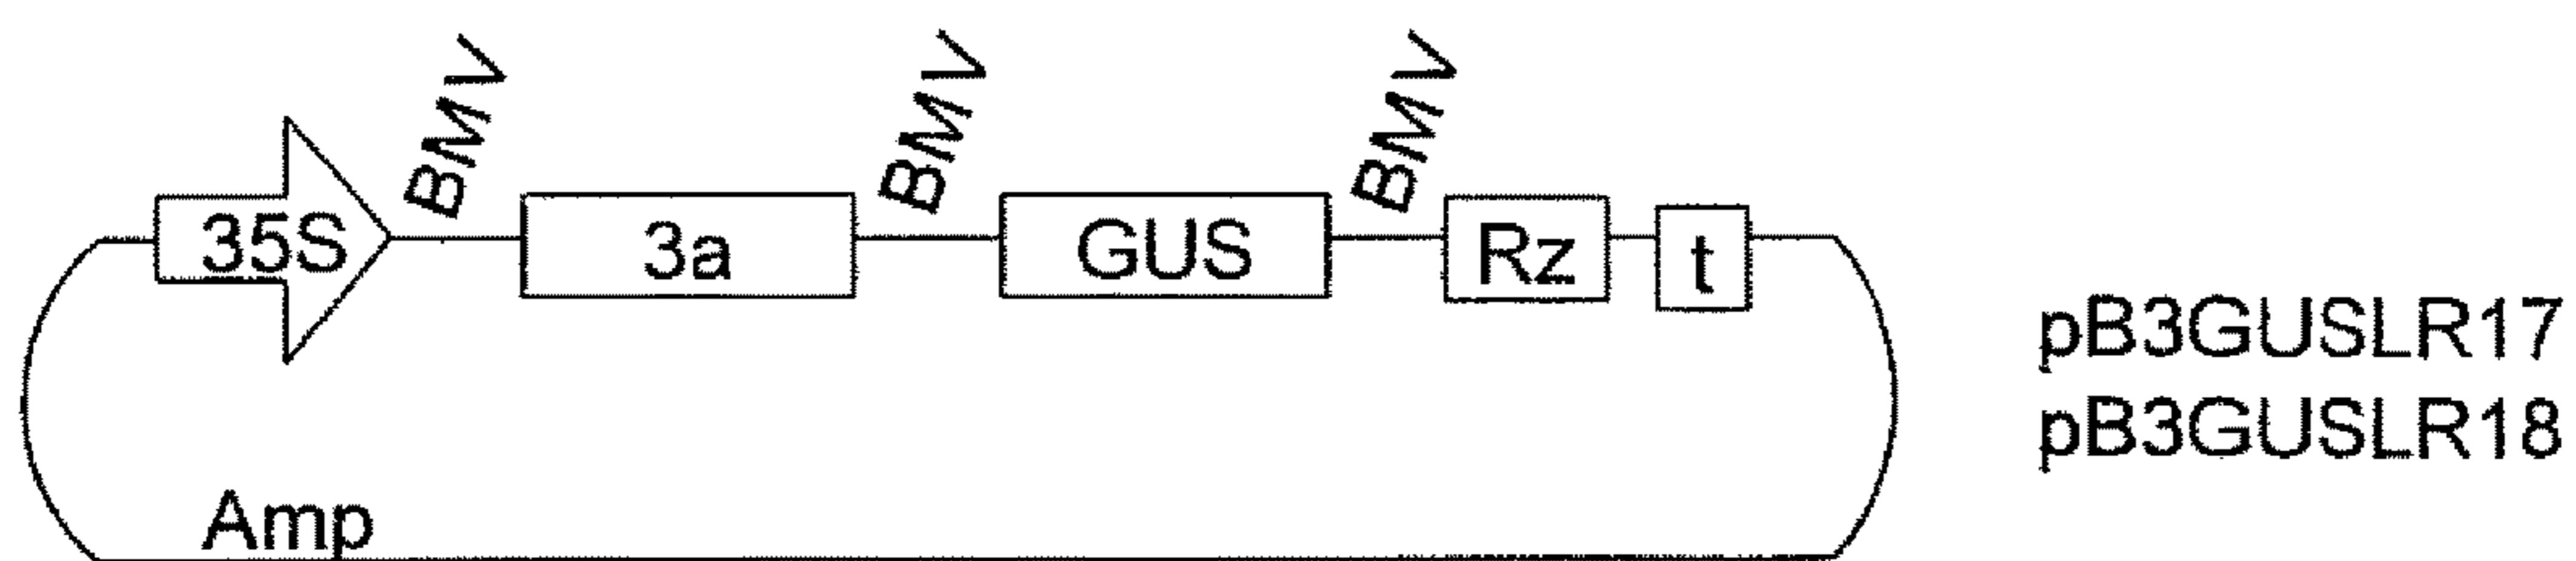 BMV BMV BMV
35S 3a GUS Rz t
pB3GUSLR17
pB3GUSLR18
Amp